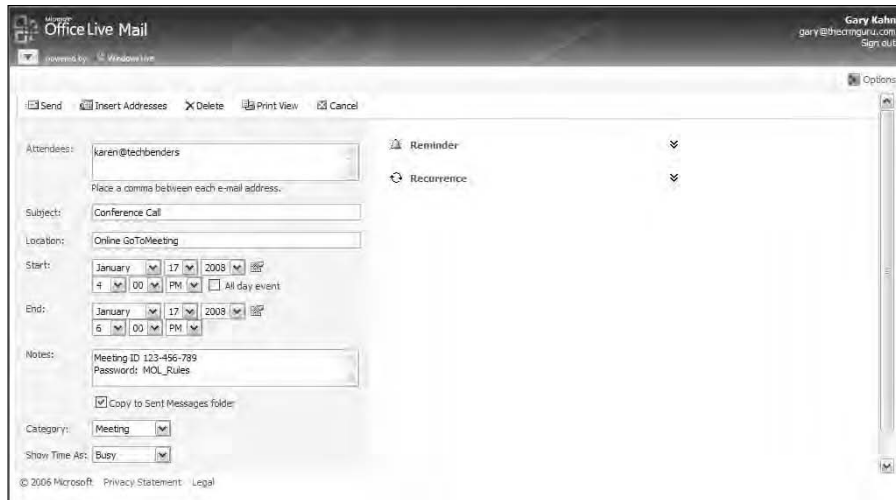 Microsoft
Office Live Mail
Gary Kahn
gary@thecrmguru.com
Sign out
powered by Windows Live
Options
Send Insert Addresses Delete Print View Cancel
Attendees: karen@techbenders
Place a comma between each e-mail address.
Reminder
Recurrence
Subject: Conference Call
Location: Online GoToMeeting
Start: January 17 2008
4 00 PM All day event
End: January 17 2008
6 00 PM
Notes: Meeting ID 123-456-789
Password: MOL_Rules
Copy to Sent Messages folder
Category: Meeting
Show Time As: Busy
© 2006 Microsoft Privacy Statement Legal